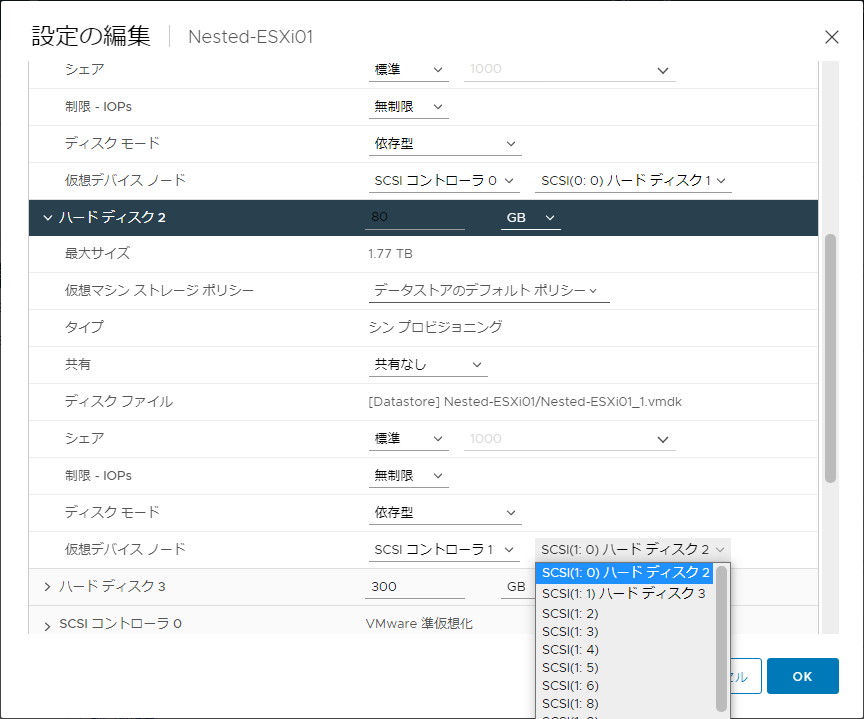 設定の編集 Nested-ESXi01
シェア 標準 1000
制限 - IOPs 無制限
ディスク モード 依存型
仮想デバイス ノード SCSI コントローラ 0 SCSI(0: 0) ハード ディスク 1
ハード ディスク 2 80 GB
最大サイズ 1.77 TB
仮想マシン ストレージ ポリシー データストアのデフォルト ポリシー
タイプ シン プロビジョニング
共有 共有なし
ディスク ファイル [Datastore] Nested-ESXi01/Nested-ESXi01_1.vmdk
シェア 標準 1000
制限 - IOPs 無制限
ディスク モード 依存型
仮想デバイス ノード SCSI コントローラ 1 SCSI(1: 0) ハード ディスク 2
SCSI(1: 0) ハード ディスク 2
ハード ディスク 3 300 GB
SCSI(1: 1) ハード ディスク 3
SCSI(1: 2)
SCSI コントローラ 0 VMware 準仮想化
SCSI(1: 3)
SCSI(1: 4)
SCSI(1: 5)
SCSI(1: 6)
ル OK
SCSI(1: 8)